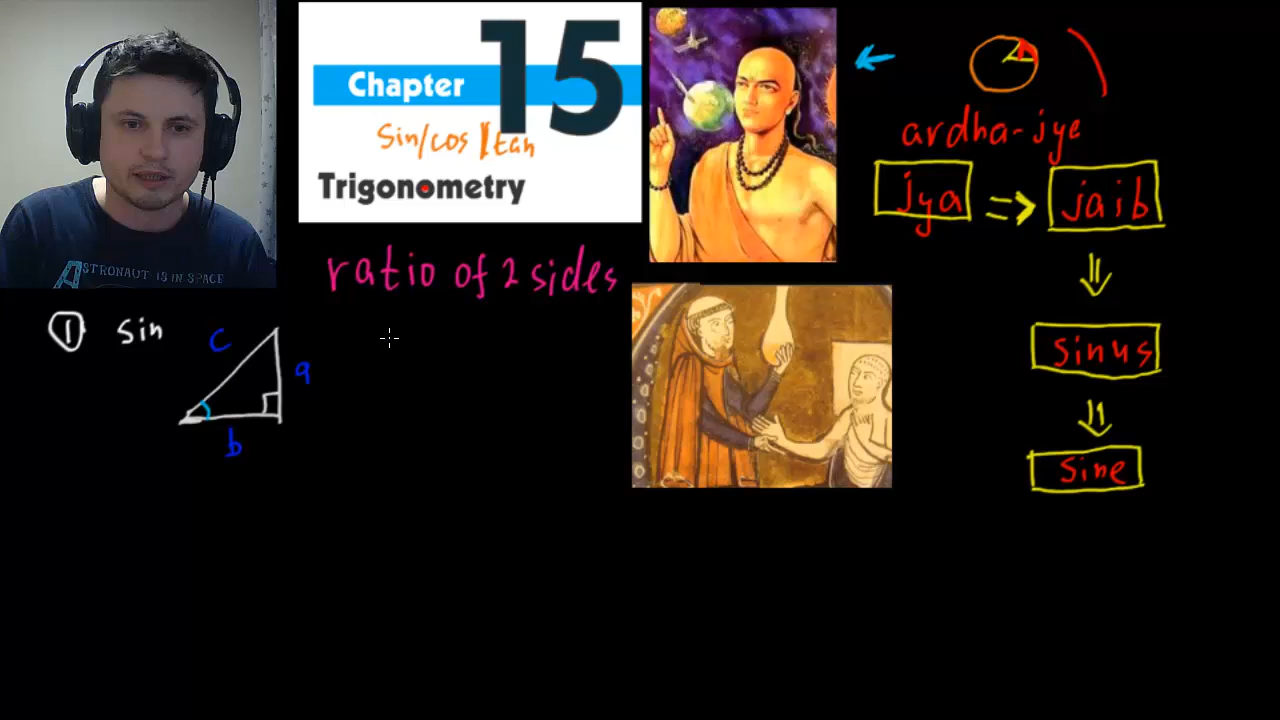 Chapter 15
Sin/cos/tan
Trigonometry
ratio of 2 sides
1 sin
c
a
b
ardha-jye
jya => jaib
sinus
sine
ASTRONAUT IS IN SPACE